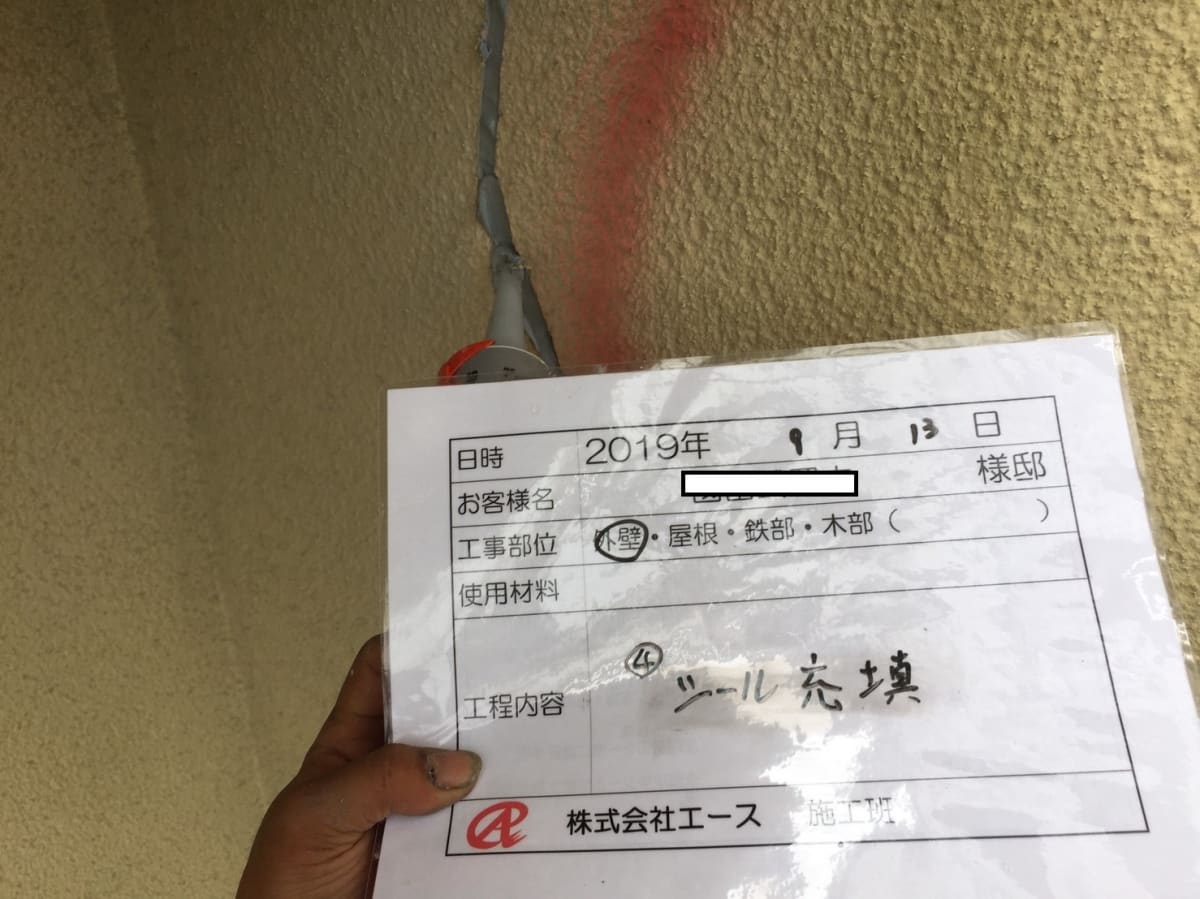 日時 2019年 9月 13日
お客様名 様邸
工事部位 外壁・屋根・鉄部・木部( )
使用材料
工程内容 ④ シール充填
株式会社エース 施工班